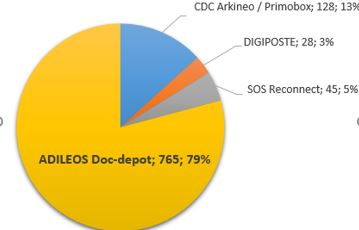 CDC Arkineo / Primobox; 128; 13%
DIGIPOSTE; 28; 3%
SOS Reconnect; 45; 5%
ADILEOS Doc-depot; 765; 79%